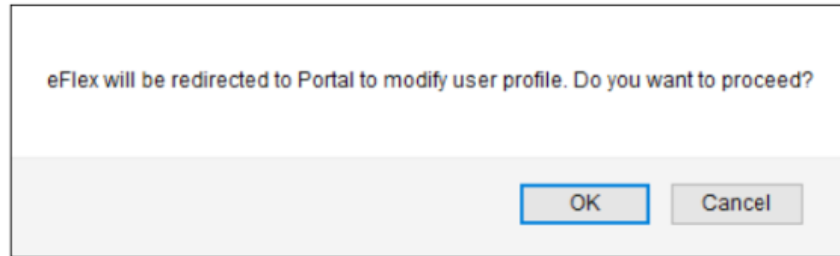 eFlex will be redirected to Portal to modify user profile. Do you want to proceed?
OK
Cancel